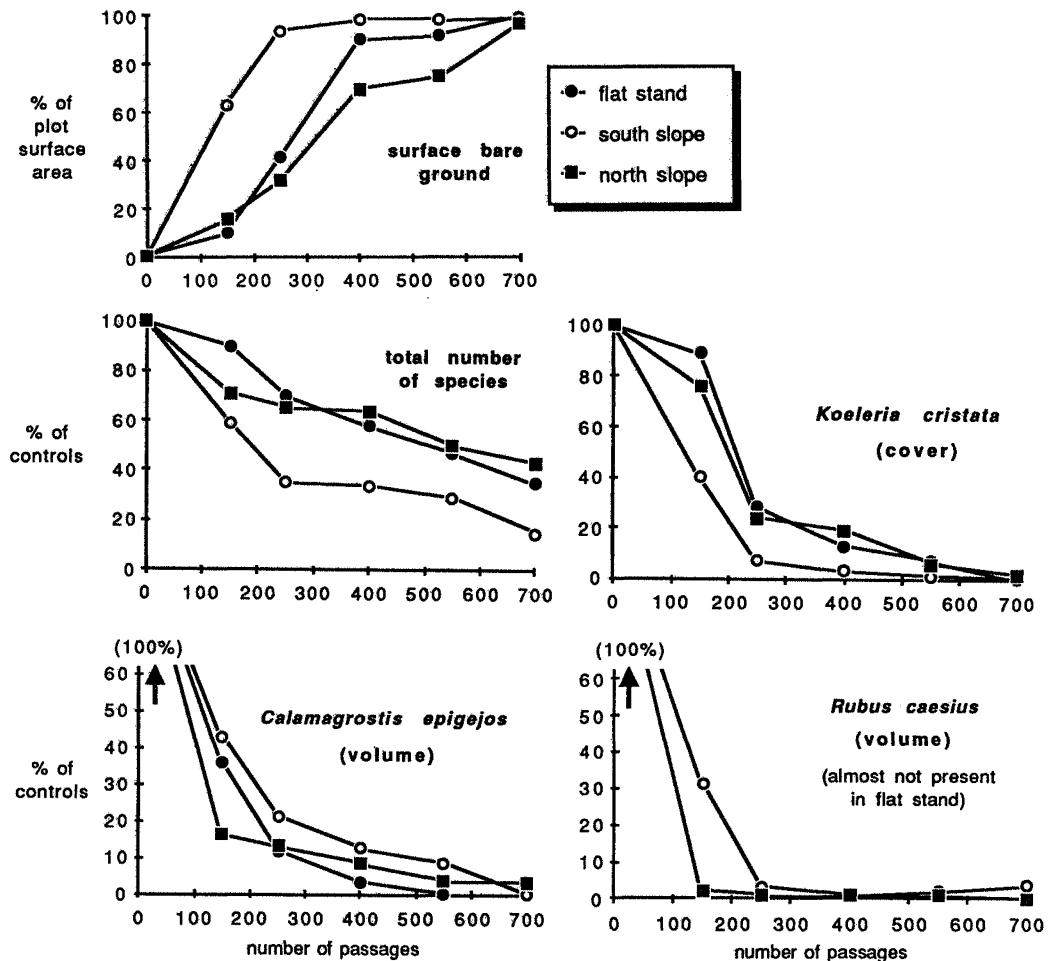 100
80
% of
60
plot
surface
40
area
20
0
surface bare
ground
0 100 200 300 400 500 600 700
flat stand
south slope
north slope
100
80
60
% of
controls
40
20
0
total number
of species
0 100 200 300 400 500 600 700
100
80
60
40
20
0
Koeleria cristata
(cover)
0 100 200 300 400 500 600 700
(100%)
60
50
40
30
% of
controls
20
10
0
Calamagrostis epigejos
(volume)
0 100 200 300 400 500 600 700
number of passages
(100%)
60
50
40
30
20
10
0
Rubus caesius
(volume)
(almost not present
in flat stand)
0 100 200 300 400 500 600 700
number of passages